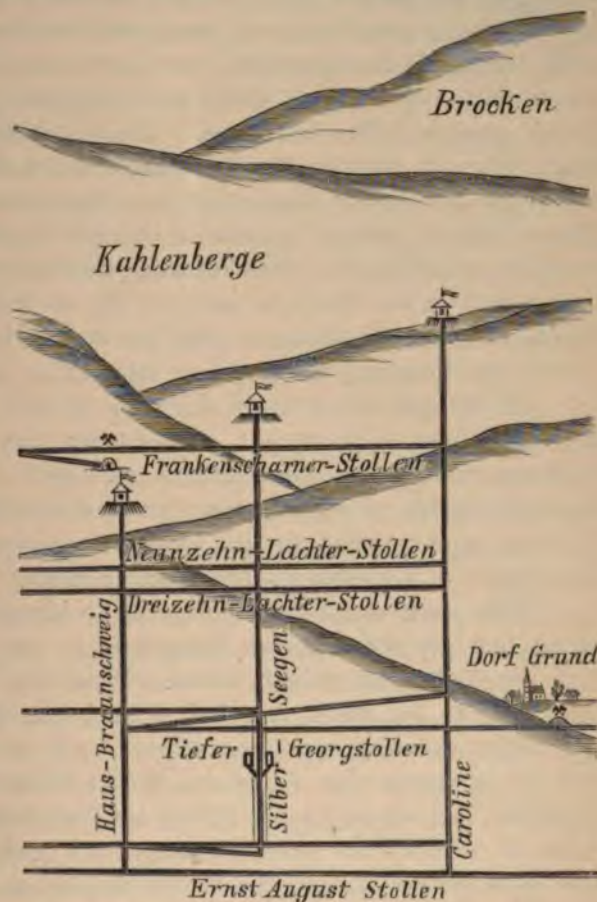 Brocken
Kahlenberge
Frankenscharner-Stollen
Neunzehn-Lachter-Stollen
Dreizehn-Lachter-Stollen
Haus-Braunschweig
Silber Seegen
Dorf Grund
Tiefer Georgstollen
Caroline
Ernst August Stollen